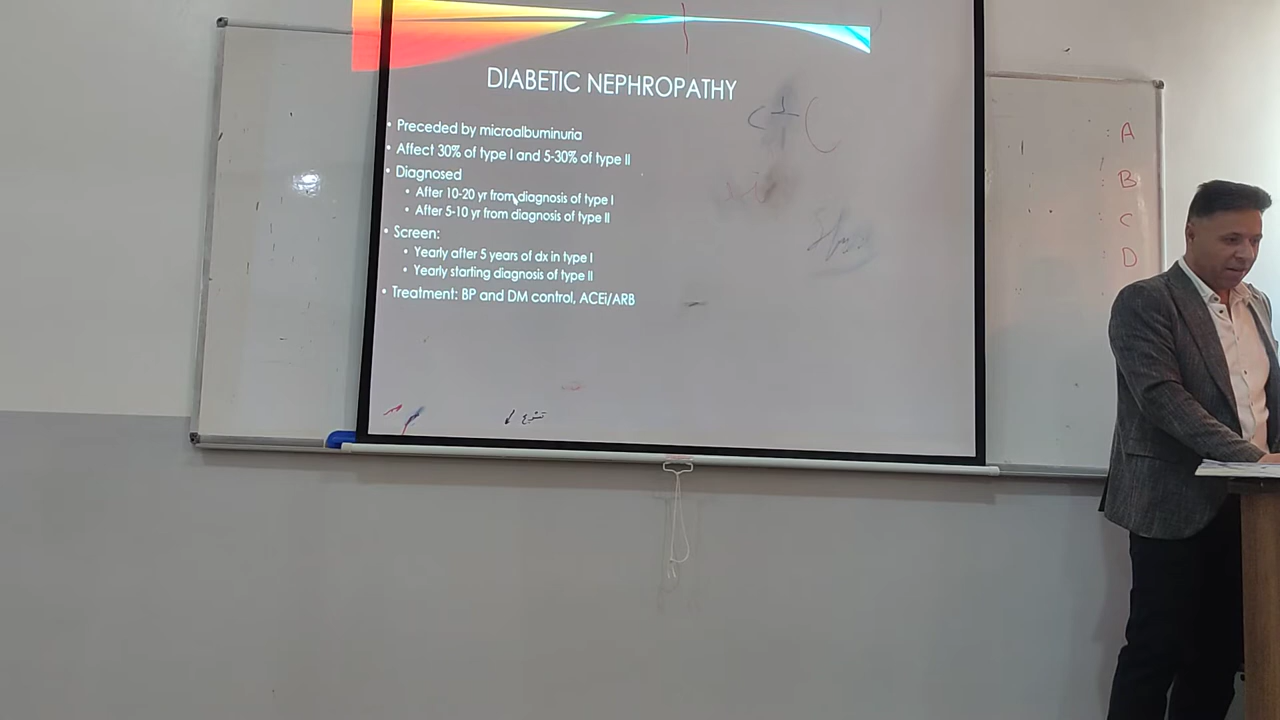 DIABETIC NEPHROPATHY
• Preceded by microalbuminuria
• Affect 30% of type I and 5-30% of type II
• Diagnosed
• After 10-20 yr from diagnosis of type I
• After 5-10 yr from diagnosis of type II
• Screen:
• Yearly after 5 years of dx in type I
• Yearly starting diagnosis of type II
• Treatment: BP and DM control, ACEi/ARB
: A
: B
: C
: D